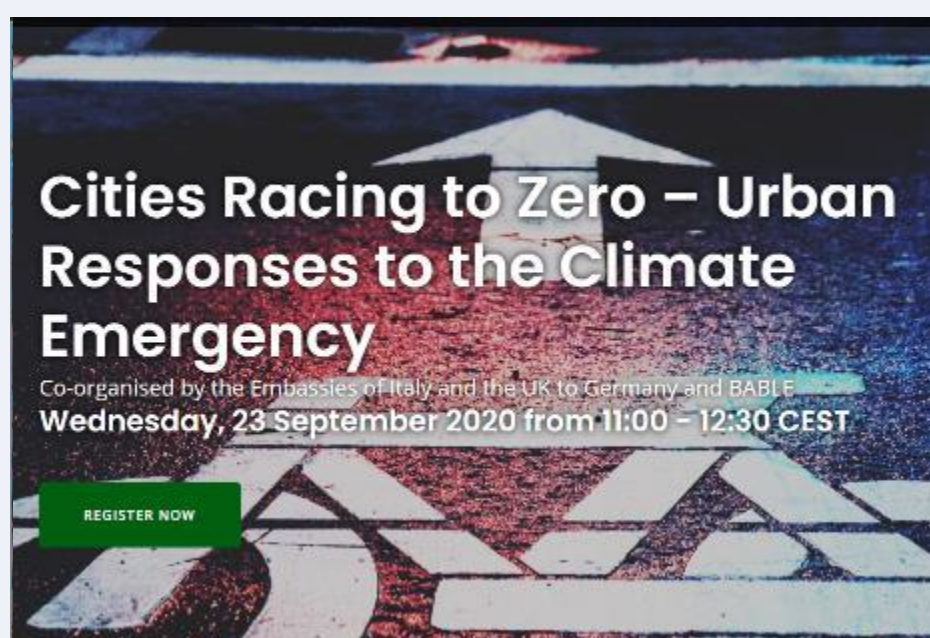 Cities Racing to Zero – Urban
Responses to the Climate
Emergency
Co-organised by the Embassies of Italy and the UK to Germany and BABLE
Wednesday, 23 September 2020 from 11:00 – 12:30 CEST
REGISTER NOW